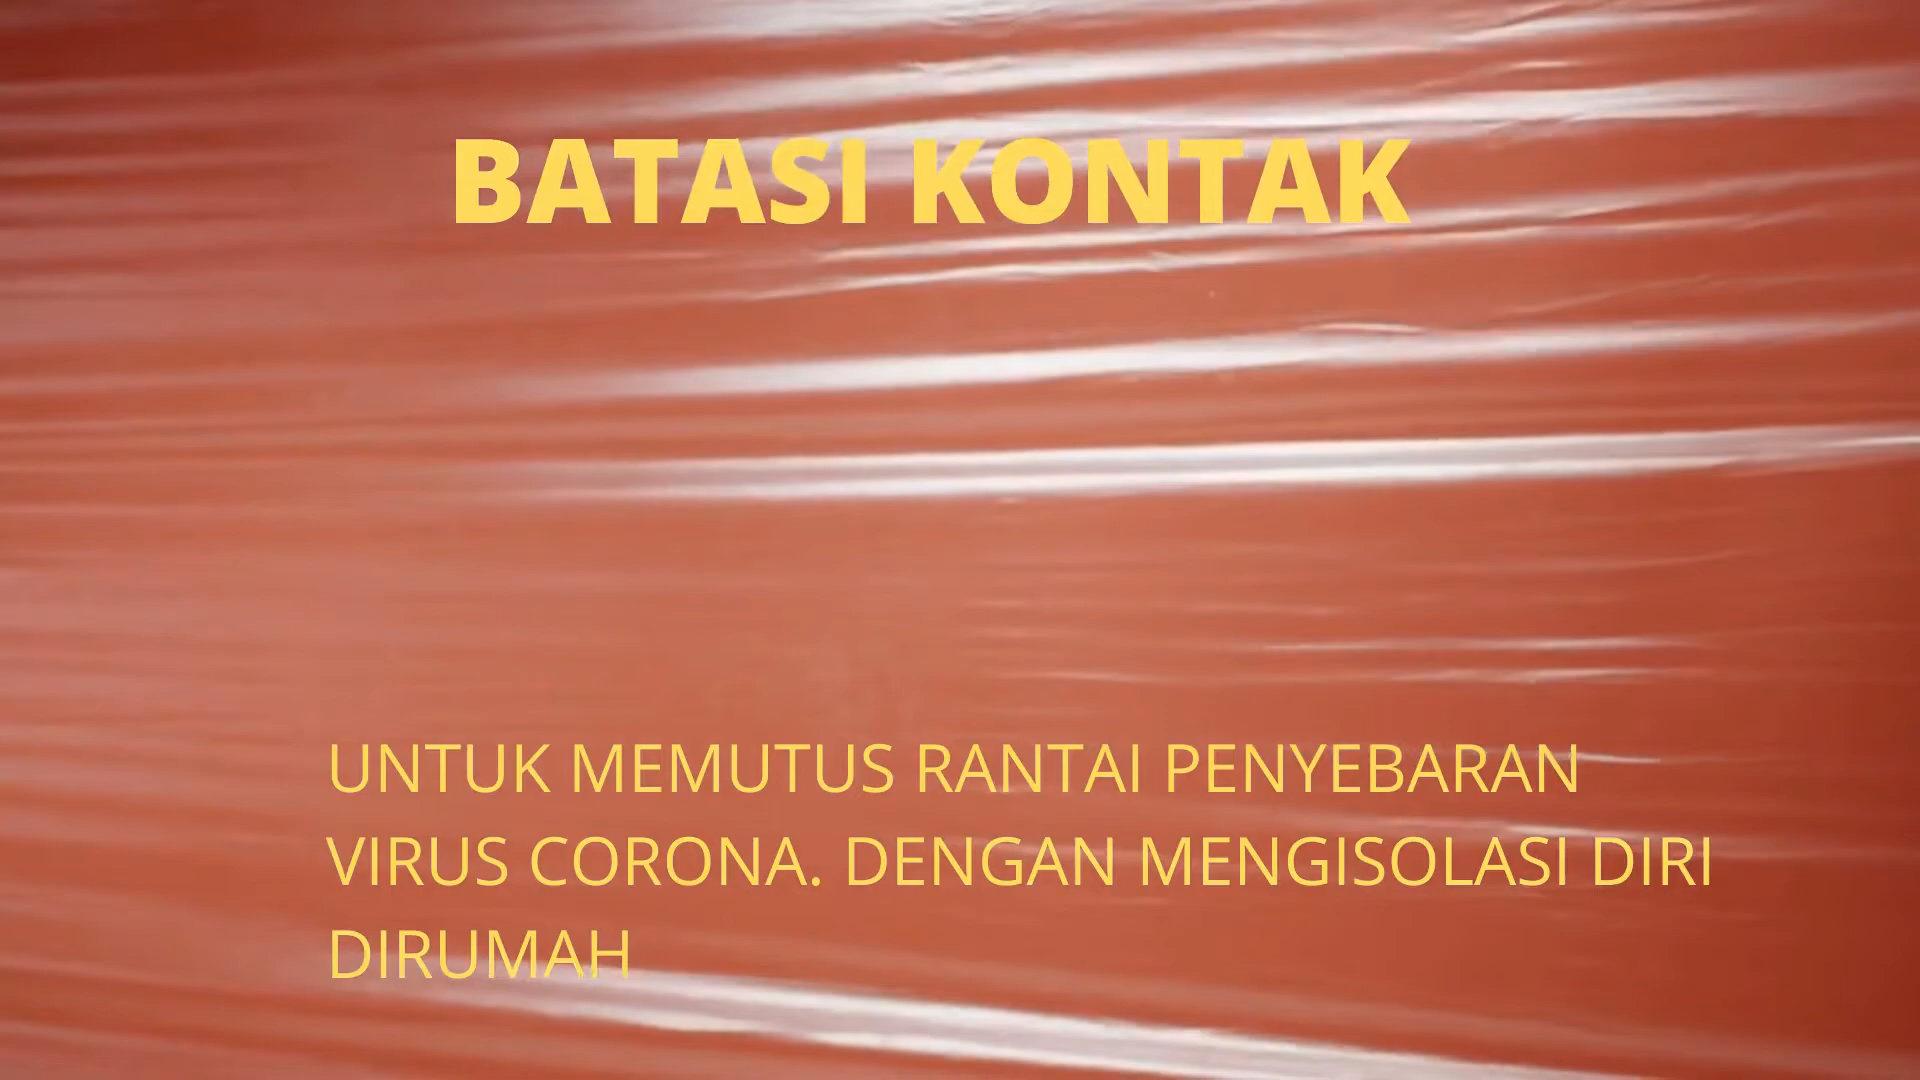 BATASI KONTAK
UNTUK MEMUTUS RANTAI PENYEBARAN
VIRUS CORONA. DENGAN MENGISOLASI DIRI
DIRUMAH